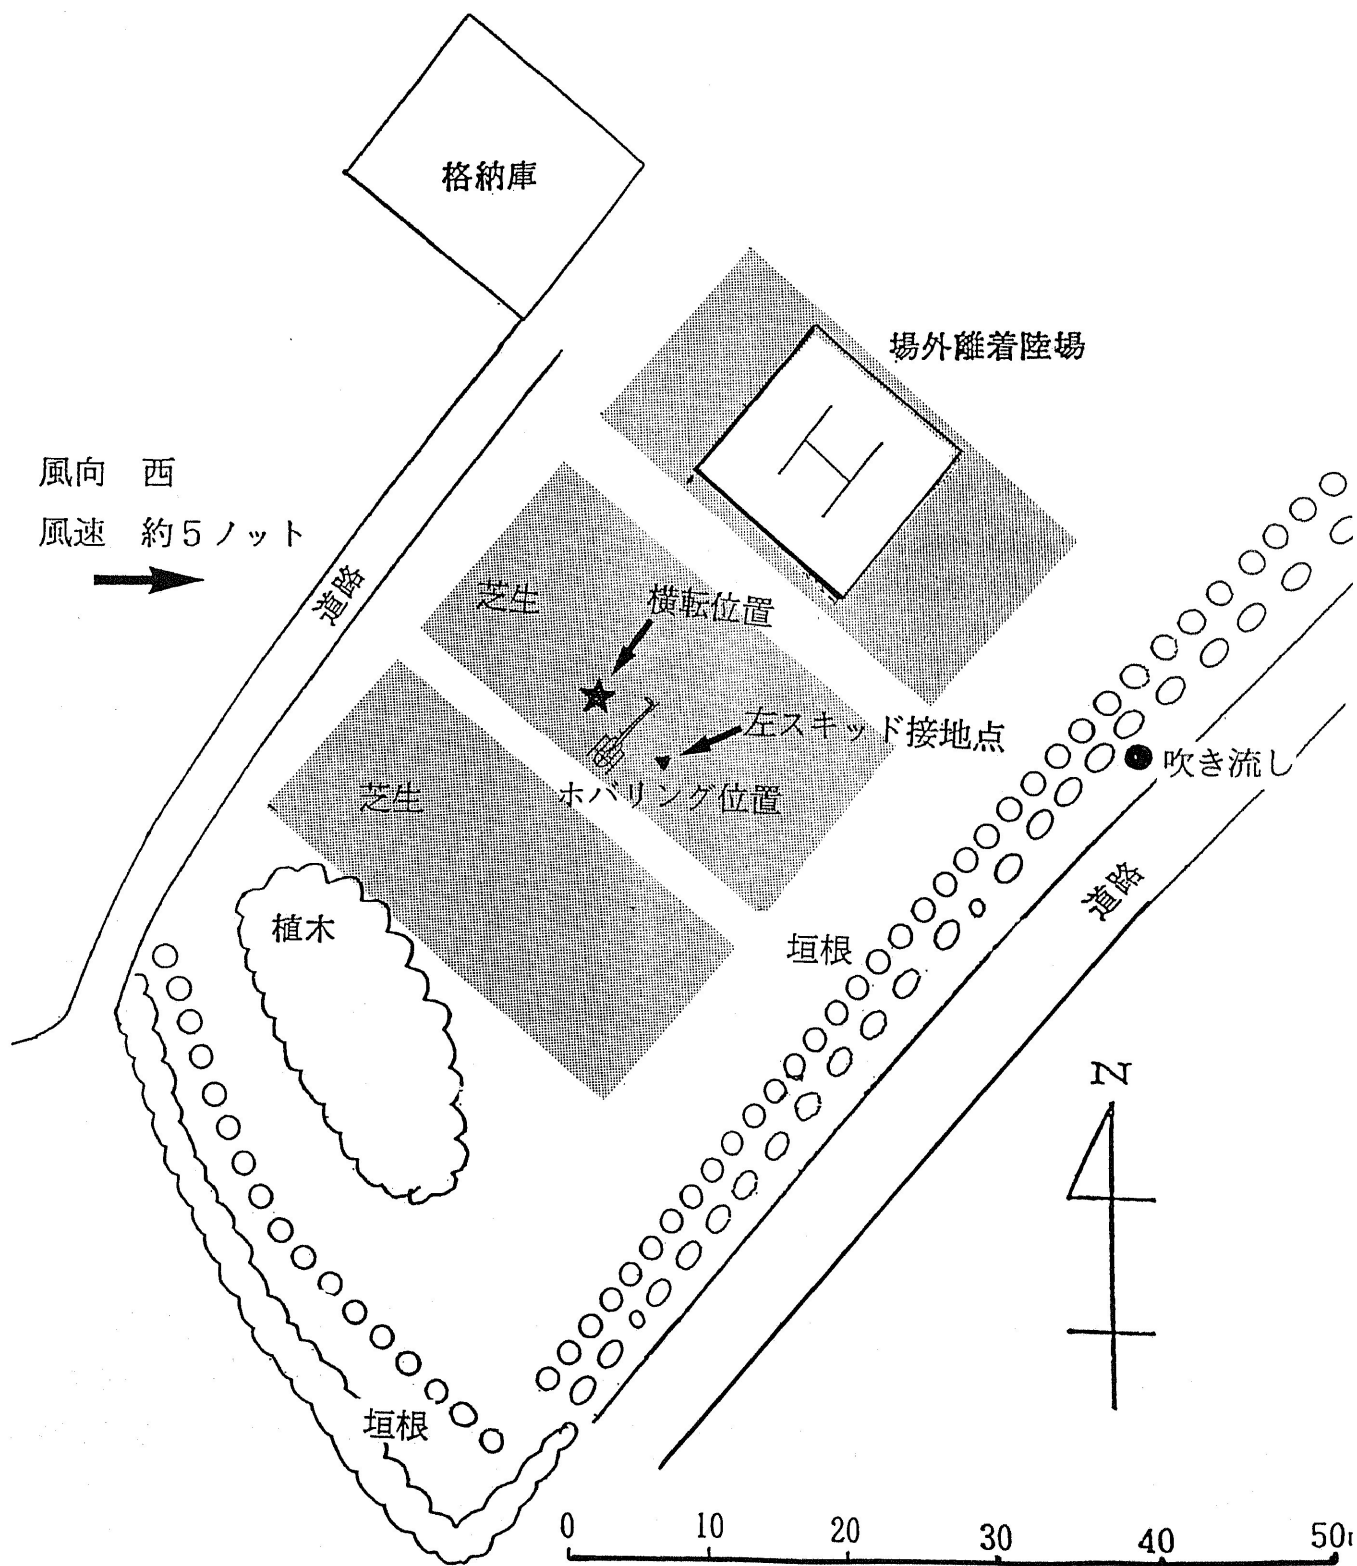 格納庫
場外離着陸場
H
風向 西
風速 約5ノット
道路
芝生
横転位置
左スキッド接地点
吹き流し
芝生
ホバリング位置
道路
植木
垣根
N
垣根
0 10 20 30 40 50m